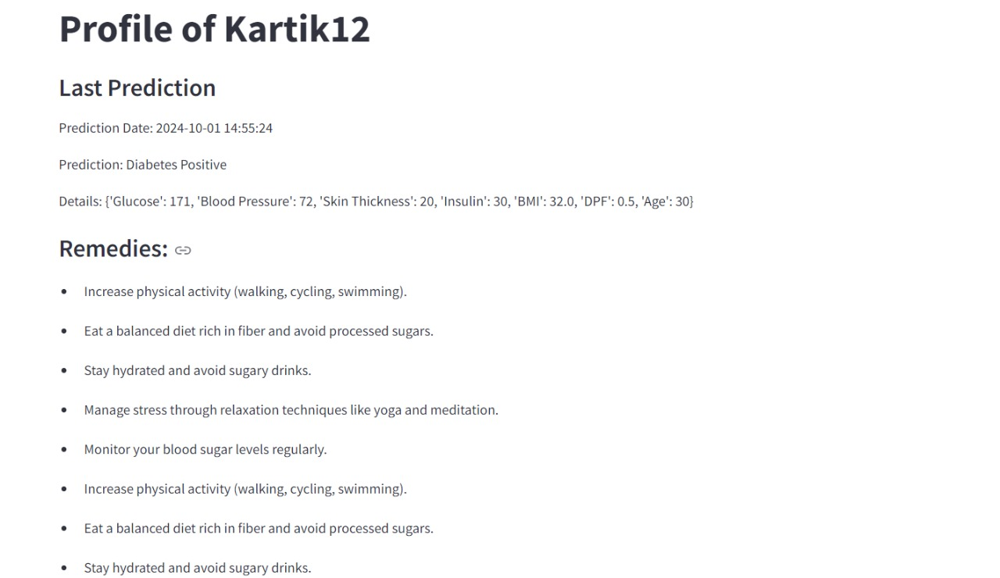 Profile of Kartik12
Last Prediction
Prediction Date: 2024-10-01 14:55:24
Prediction: Diabetes Positive
Details: {'Glucose': 171, 'Blood Pressure': 72, 'Skin Thickness': 20, 'Insulin': 30, 'BMI': 32.0, 'DPF': 0.5, 'Age': 30}
Remedies:
• Increase physical activity (walking, cycling, swimming).
• Eat a balanced diet rich in fiber and avoid processed sugars.
• Stay hydrated and avoid sugary drinks.
• Manage stress through relaxation techniques like yoga and meditation.
• Monitor your blood sugar levels regularly.
• Increase physical activity (walking, cycling, swimming).
• Eat a balanced diet rich in fiber and avoid processed sugars.
• Stay hydrated and avoid sugary drinks.